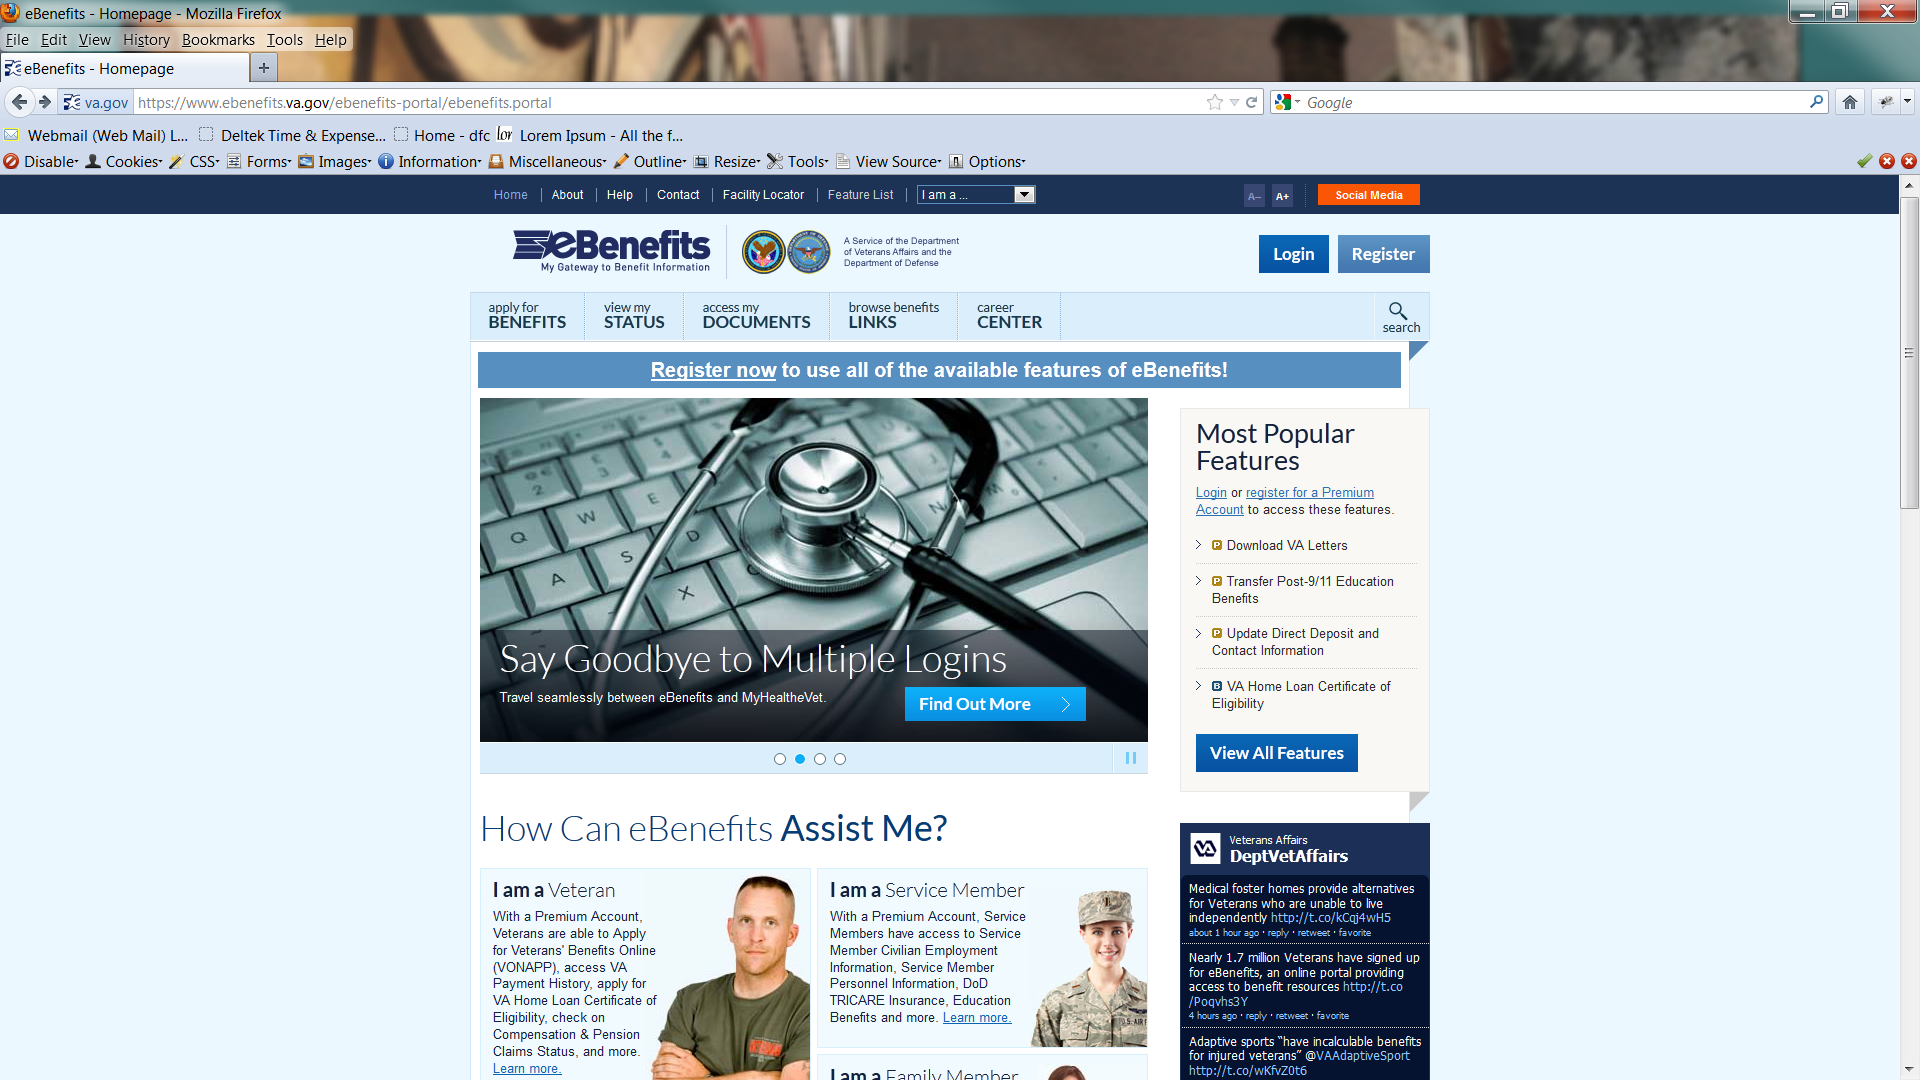 eBenefits - Homepage - Mozilla Firefox
File Edit View History Bookmarks Tools Help
eBenefits - Homepage
va.gov https://www.ebenefits.va.gov/ebenefits-portal/ebenefits.portal Google
Webmail (Web Mail) L... Deltek Time & Expense... Home - dfc lor Lorem Ipsum - All the f...
Disable Cookies CSS Forms Images Information Miscellaneous Outline Resize Tools View Source Options
Home About Help Contact Facility Locator Feature List I am a ... A– A+ Social Media
eBenefits
My Gateway to Benefit Information
A Service of the Department
of Veterans Affairs and the
Department of Defense
Login Register
apply for
BENEFITS
view my
STATUS
access my
DOCUMENTS
browse benefits
LINKS
career
CENTER
search
Register now to use all of the available features of eBenefits!
Say Goodbye to Multiple Logins
Travel seamlessly between eBenefits and MyHealtheVet.
Find Out More
Most Popular
Features
Login or register for a Premium
Account to access these features.
P Download VA Letters
P Transfer Post-9/11 Education
Benefits
P Update Direct Deposit and
Contact Information
B VA Home Loan Certificate of
Eligibility
View All Features
How Can eBenefits Assist Me?
I am a Veteran
With a Premium Account,
Veterans are able to Apply
for Veterans' Benefits Online
(VONAPP), access VA
Payment History, apply for
VA Home Loan Certificate of
Eligibility, check on
Compensation & Pension
Claims Status, and more.
Learn more.
I am a Service Member
With a Premium Account, Service
Members have access to Service
Member Civilian Employment
Information, Service Member
Personnel Information, DoD
TRICARE Insurance, Education
Benefits and more. Learn more.
I am a Family Member
VA
Veterans Affairs
DeptVetAffairs
Medical foster homes provide alternatives
for Veterans who are unable to live
independently http://t.co/kCqj4wH5
about 1 hour ago · reply · retweet · favorite
Nearly 1.7 million Veterans have signed up
for eBenefits, an online portal providing
access to benefit resources http://t.co
/Poqvhs3Y
4 hours ago · reply · retweet · favorite
Adaptive sports “have incalculable benefits
for injured veterans” @VAAdaptiveSport
http://t.co/wKfvZ0t6